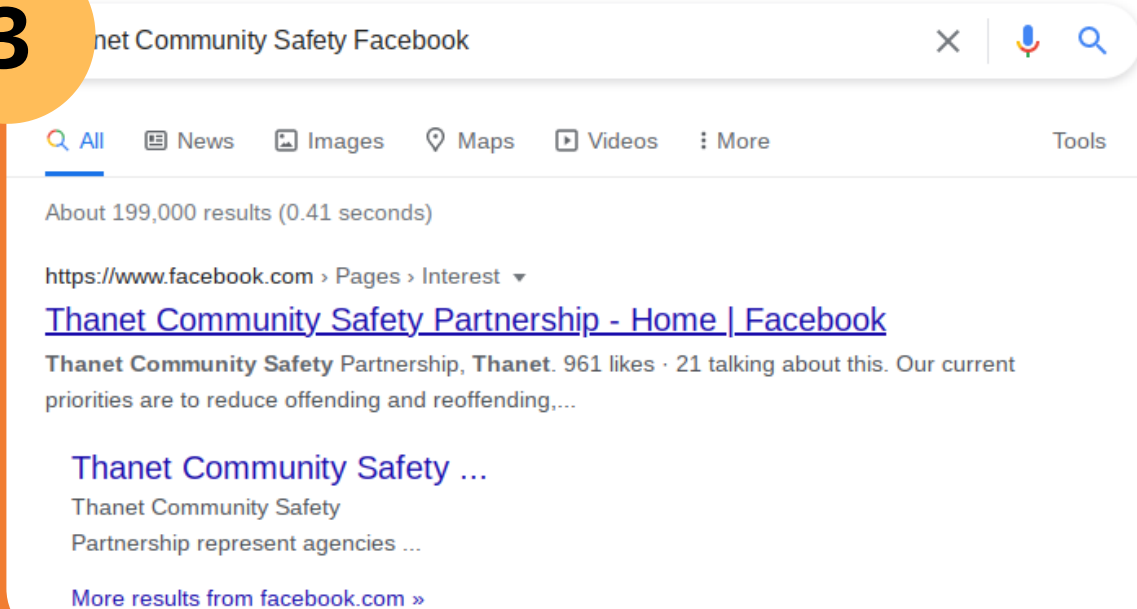 3
net Community Safety Facebook
All News Images Maps Videos More Tools
About 199,000 results (0.41 seconds)
https://www.facebook.com › Pages › Interest
Thanet Community Safety Partnership - Home | Facebook
Thanet Community Safety Partnership, Thanet. 961 likes · 21 talking about this. Our current
priorities are to reduce offending and reoffending,...
Thanet Community Safety ...
Thanet Community Safety
Partnership represent agencies ...
More results from facebook.com »